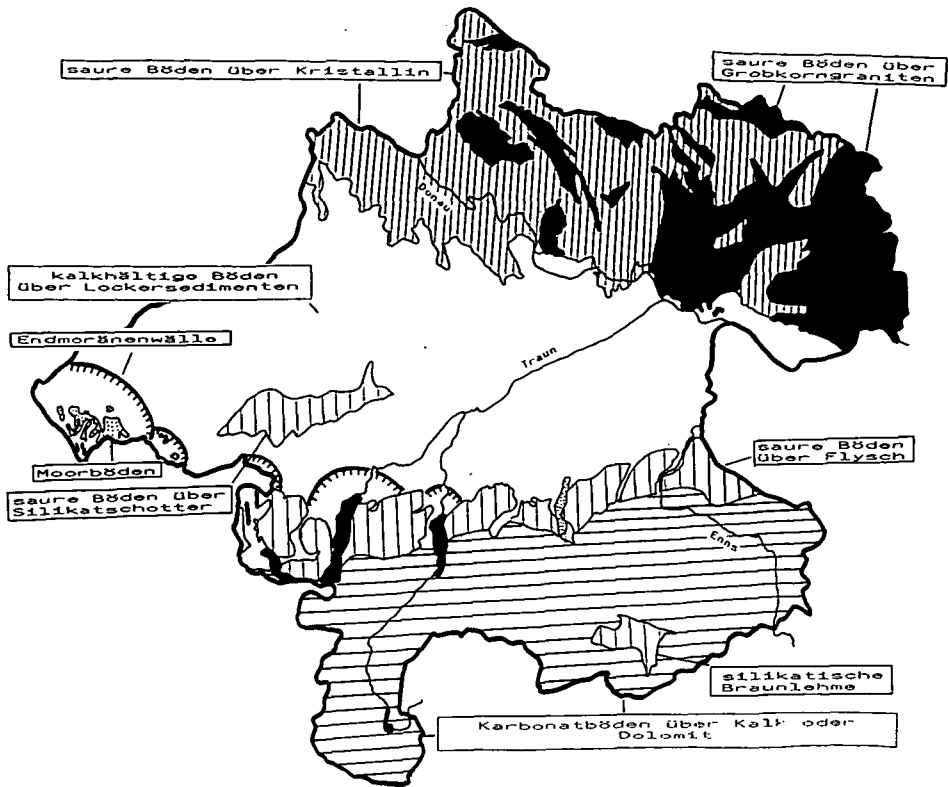 saure Böden über Kristallin
saure Böden über
Grobkorngraniten
Donau
kalkhältige Böden
über Lockersedimenten
Endmoränenwälle
Traun
Moorböden
saure Böden über
Silikatschotter
saure Böden
über Flysch
Enns
silikatische
Braunlehme
Karbonatböden über Kalk oder
Dolomit